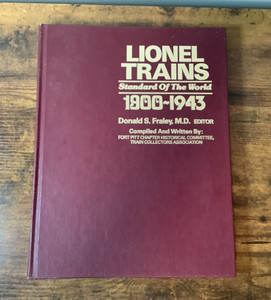 LIONEL
TRAINS
Standard Of The World
1900~1943
Donald S. Fraley, M.D. EDITOR
Compiled And Written By:
FORT PITT CHAPTER HISTORICAL COMMITTEE,
TRAIN COLLECTORS ASSOCIATION